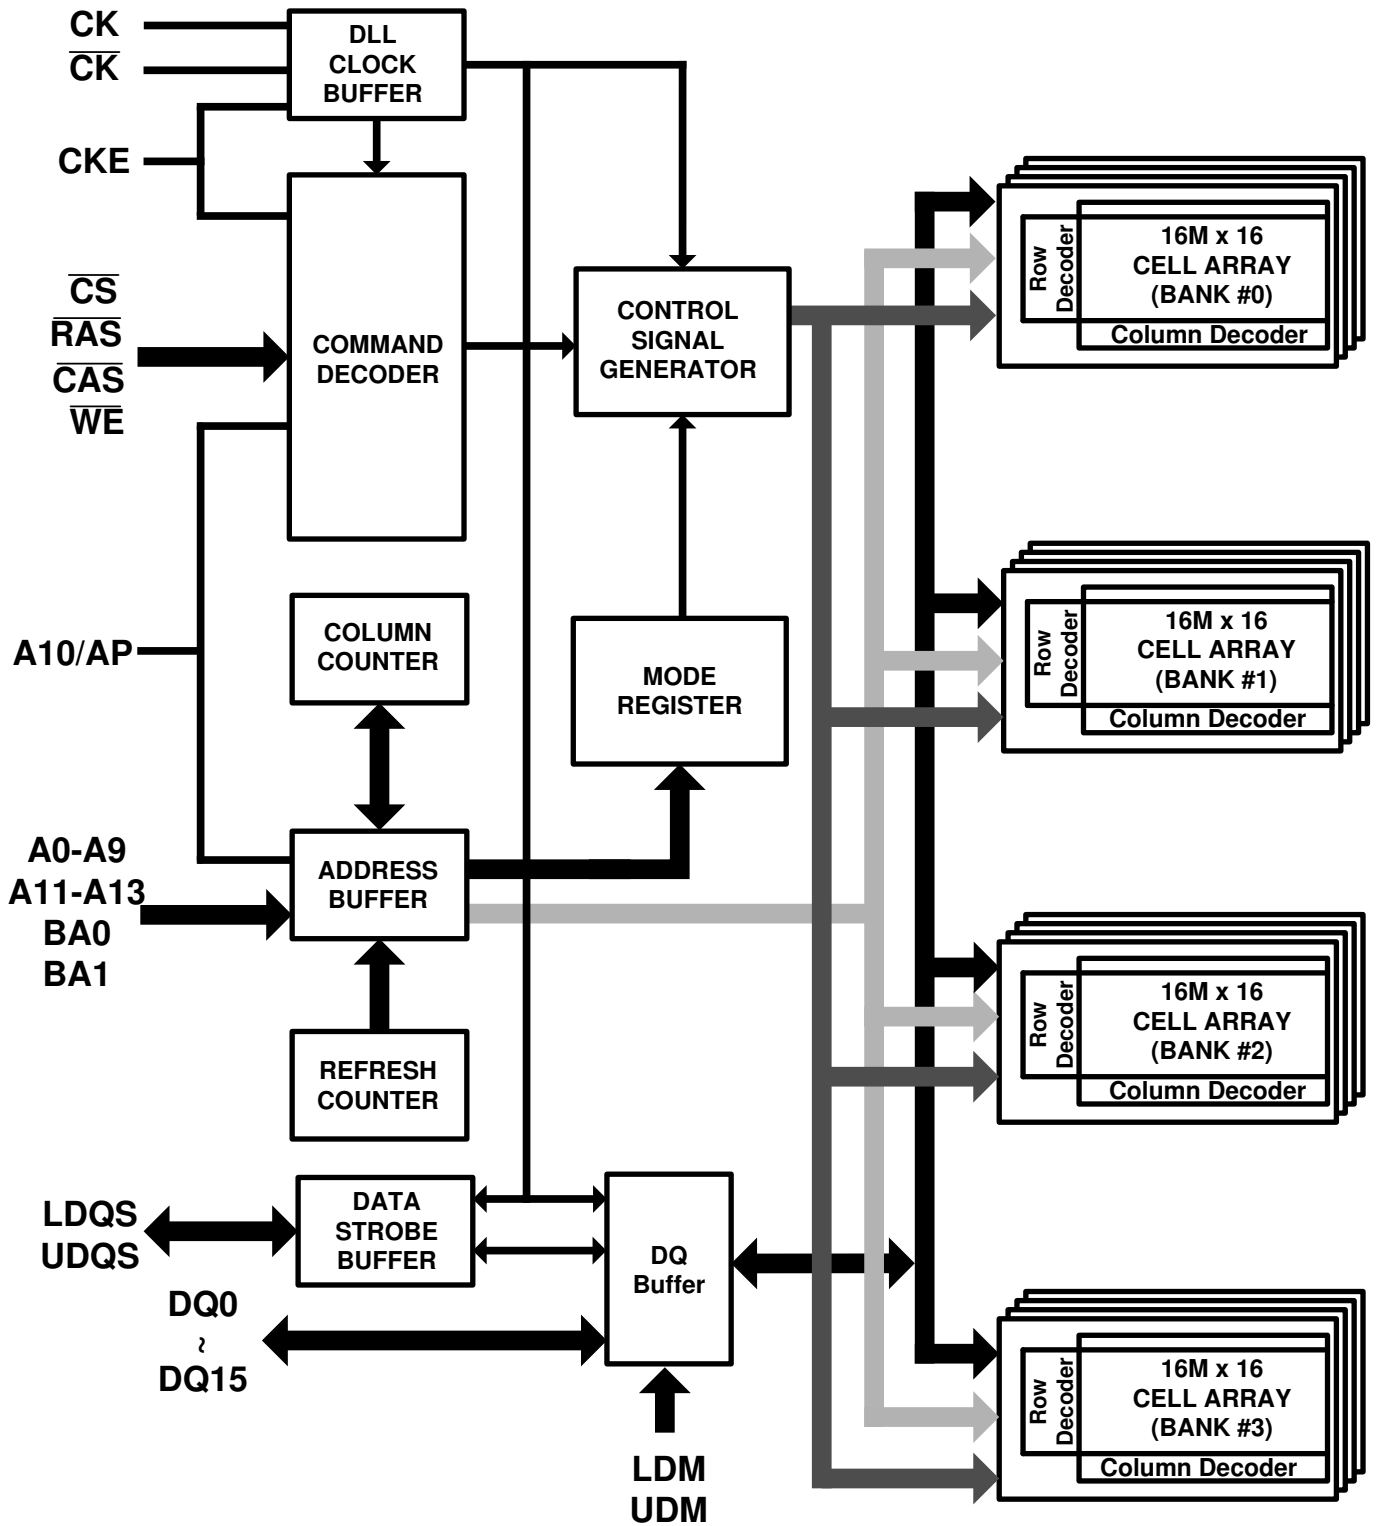 CK
CK
CKE
DLL
CLOCK
BUFFER
CS
RAS
CAS
WE
COMMAND
DECODER
CONTROL
SIGNAL
GENERATOR
A10/AP
COLUMN
COUNTER
MODE
REGISTER
A0-A9
A11-A13
BA0
BA1
ADDRESS
BUFFER
REFRESH
COUNTER
LDQS
UDQS
DATA
STROBE
BUFFER
DQ
Buffer
DQ0
~
DQ15
LDM
UDM
Row
Decoder
16M x 16
CELL ARRAY
(BANK #0)
Column Decoder
Row
Decoder
16M x 16
CELL ARRAY
(BANK #1)
Column Decoder
Row
Decoder
16M x 16
CELL ARRAY
(BANK #2)
Column Decoder
Row
Decoder
16M x 16
CELL ARRAY
(BANK #3)
Column Decoder